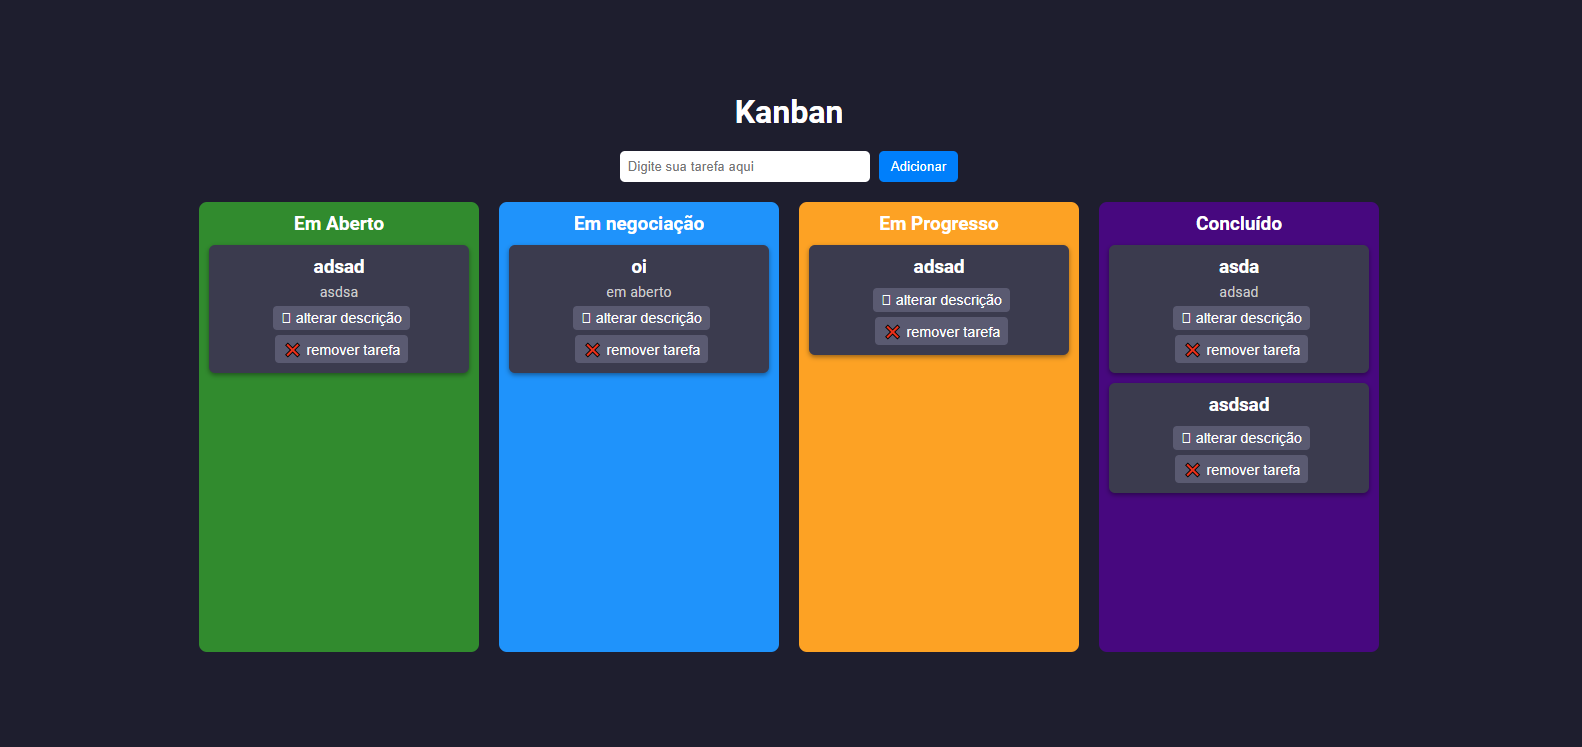 Kanban
Digite sua tarefa aqui
Adicionar
Em Aberto
adsad
asdsa
alterar descrição
❌ remover tarefa
Em negociação
oi
em aberto
alterar descrição
❌ remover tarefa
Em Progresso
adsad
alterar descrição
❌ remover tarefa
Concluído
asda
adsad
alterar descrição
❌ remover tarefa
asdsad
alterar descrição
❌ remover tarefa